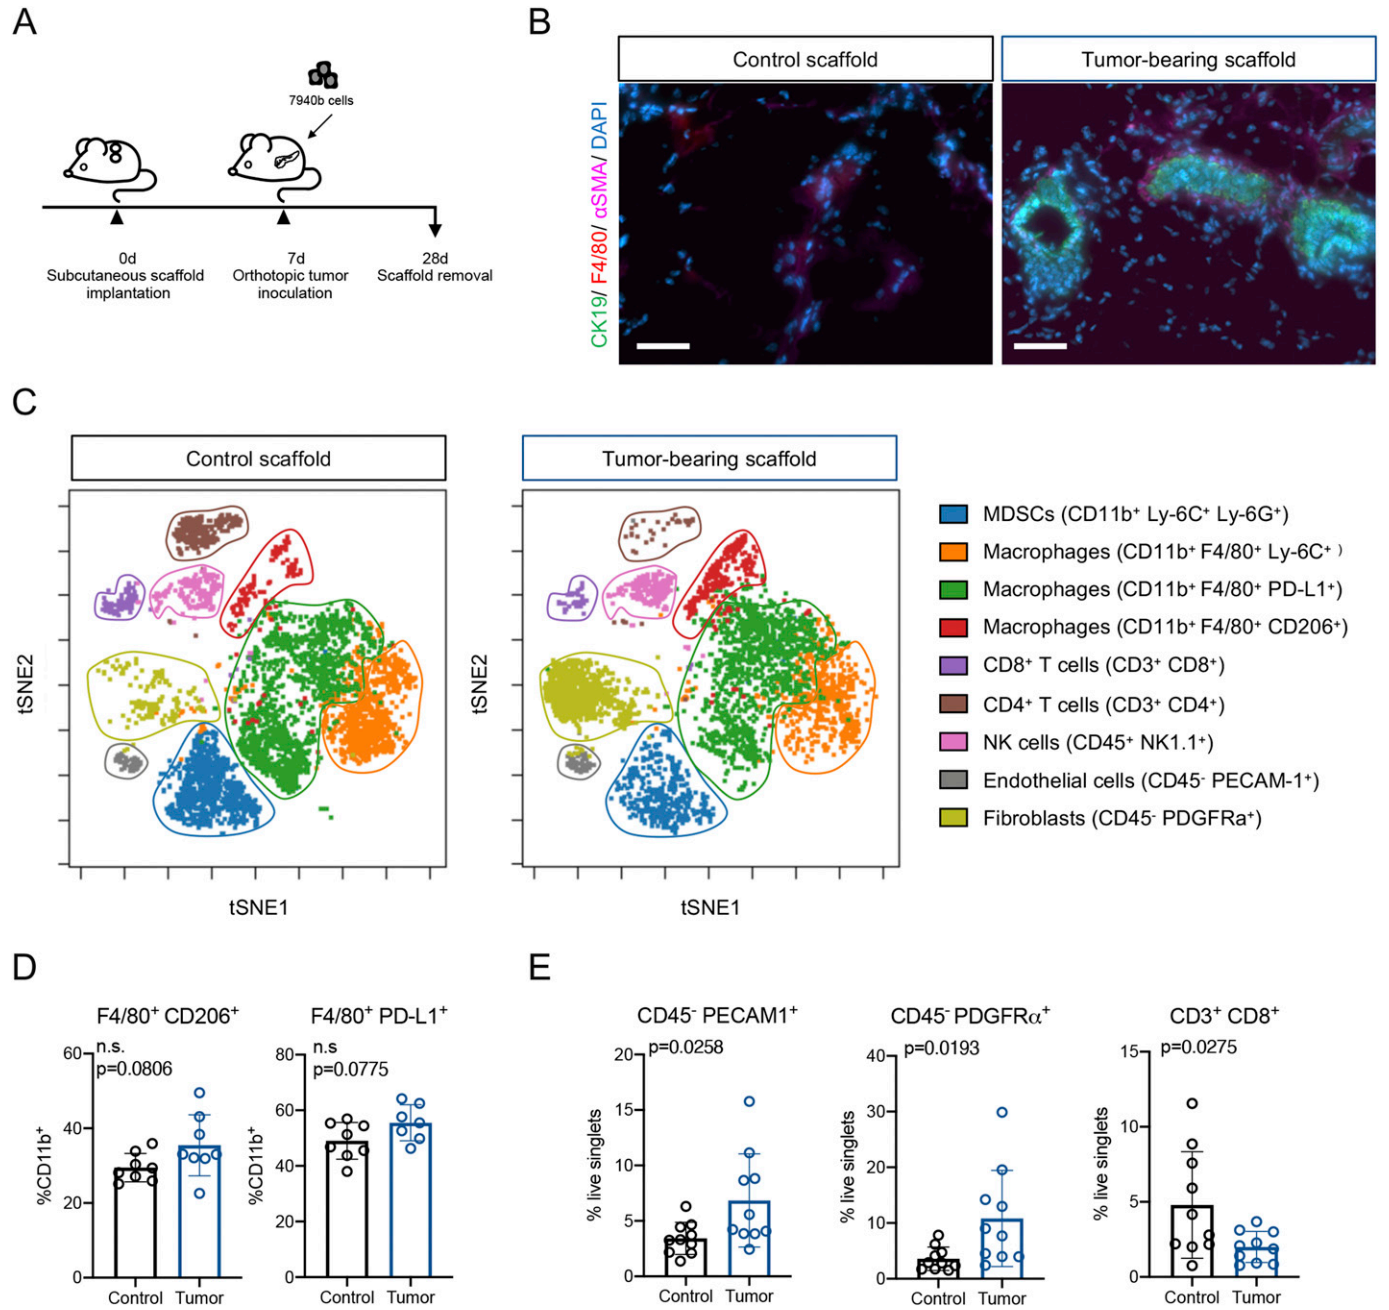 A
7940b cells
0d
Subcutaneous scaffold
implantation
7d
Orthotopic tumor
inoculation
28d
Scaffold removal
B
Control scaffold
Tumor-bearing scaffold
CK19/ F4/80/ αSMA/ DAPI
C
Control scaffold
Tumor-bearing scaffold
tSNE2
tSNE1
tSNE2
tSNE1
MDSCs (CD11b⁺ Ly-6C⁺ Ly-6G⁺)
Macrophages (CD11b⁺ F4/80⁺ Ly-6C⁺ )
Macrophages (CD11b⁺ F4/80⁺ PD-L1⁺)
Macrophages (CD11b⁺ F4/80⁺ CD206⁺)
CD8⁺ T cells (CD3⁺ CD8⁺)
CD4⁺ T cells (CD3⁺ CD4⁺)
NK cells (CD45⁺ NK1.1⁺)
Endothelial cells (CD45⁻ PECAM-1⁺)
Fibroblasts (CD45⁻ PDGFRa⁺)
D
F4/80⁺ CD206⁺
n.s.
p=0.0806
%CD11b⁺
60
40
20
0
Control Tumor
F4/80⁺ PD-L1⁺
n.s
p=0.0775
%CD11b⁺
80
60
40
20
0
Control Tumor
E
CD45⁻ PECAM1⁺
p=0.0258
% live singlets
20
15
10
5
0
Control Tumor
CD45⁻ PDGFRα⁺
p=0.0193
% live singlets
40
30
20
10
0
Control Tumor
CD3⁺ CD8⁺
p=0.0275
% live singlets
15
10
5
0
Control Tumor